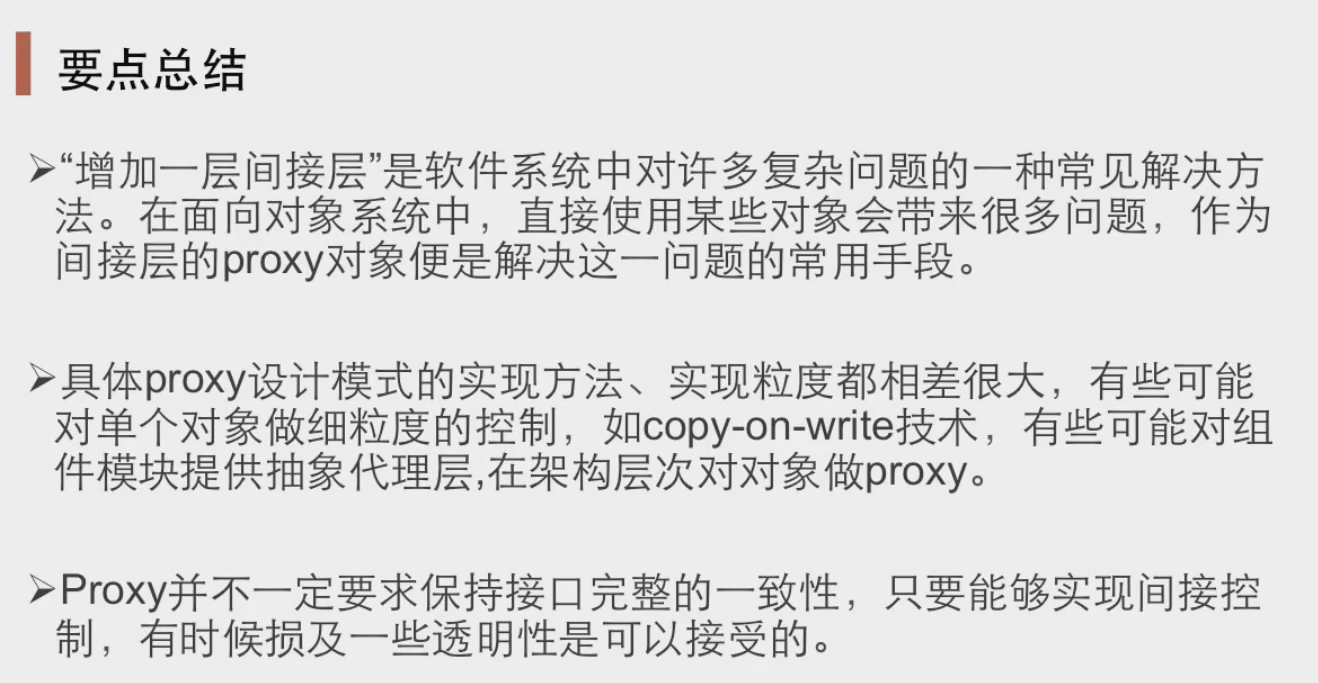 要点总结
➢“增加一层间接层”是软件系统中对许多复杂问题的一种常见解决方
法。在面向对象系统中，直接使用某些对象会带来很多问题，作为
间接层的proxy对象便是解决这一问题的常用手段。
➢具体proxy设计模式的实现方法、实现粒度都相差很大，有些可能
对单个对象做细粒度的控制，如copy-on-write技术，有些可能对组
件模块提供抽象代理层,在架构层次对对象做proxy。
➢Proxy并不一定要求保持接口完整的一致性，只要能够实现间接控
制，有时候损及一些透明性是可以接受的。